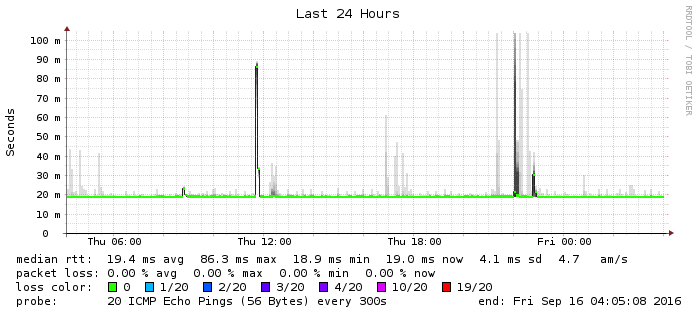 Last 24 Hours
RRDTOOL / TOBI OETIKER
Seconds
100 m
90 m
80 m
70 m
60 m
50 m
40 m
30 m
20 m
10 m
0
Thu 06:00 Thu 12:00 Thu 18:00 Fri 00:00
median rtt: 19.4 ms avg 86.3 ms max 18.9 ms min 19.0 ms now 4.1 ms sd 4.7 am/s
packet loss: 0.00 % avg 0.00 % max 0.00 % min 0.00 % now
loss color: 0 1/20 2/20 3/20 4/20 10/20 19/20
probe: 20 ICMP Echo Pings (56 Bytes) every 300s end: Fri Sep 16 04:05:08 2016